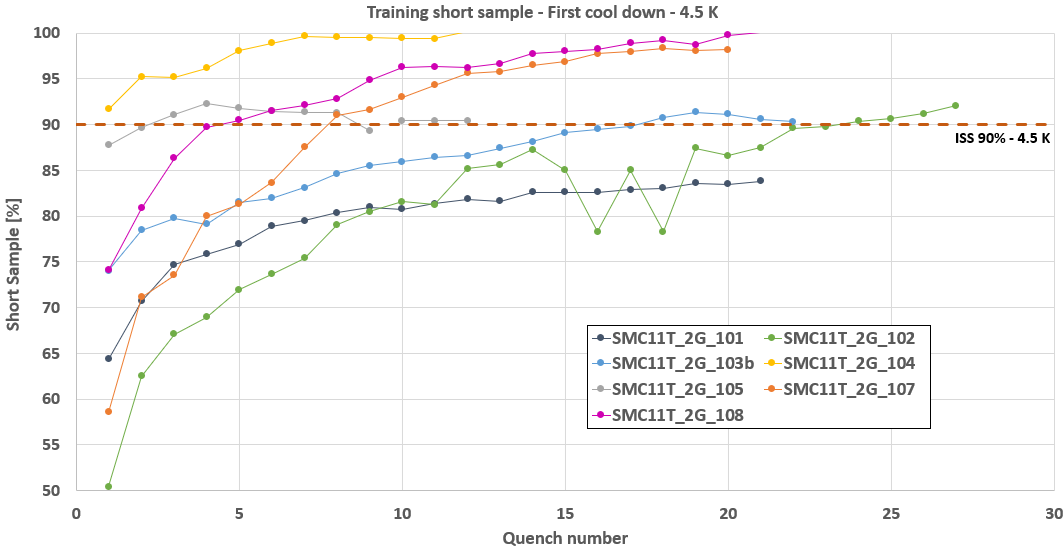 Training short sample - First cool down - 4.5 K
Short Sample [%]
100
95
90
85
80
75
70
65
60
55
50
ISS 90% - 4.5 K
SMC11T_2G_101 SMC11T_2G_102
SMC11T_2G_103b SMC11T_2G_104
SMC11T_2G_105 SMC11T_2G_107
SMC11T_2G_108
0 5 10 15 20 25 30
Quench number